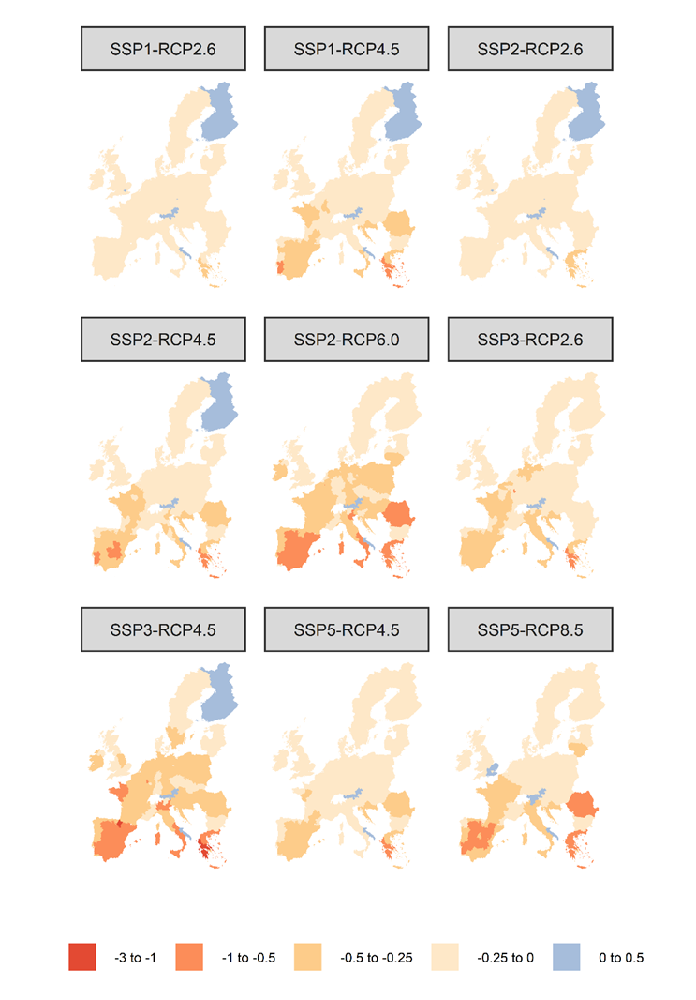 SSP1-RCP2.6
SSP1-RCP4.5
SSP2-RCP2.6
SSP2-RCP4.5
SSP2-RCP6.0
SSP3-RCP2.6
SSP3-RCP4.5
SSP5-RCP4.5
SSP5-RCP8.5
-3 to -1
-1 to -0.5
-0.5 to -0.25
-0.25 to 0
0 to 0.5